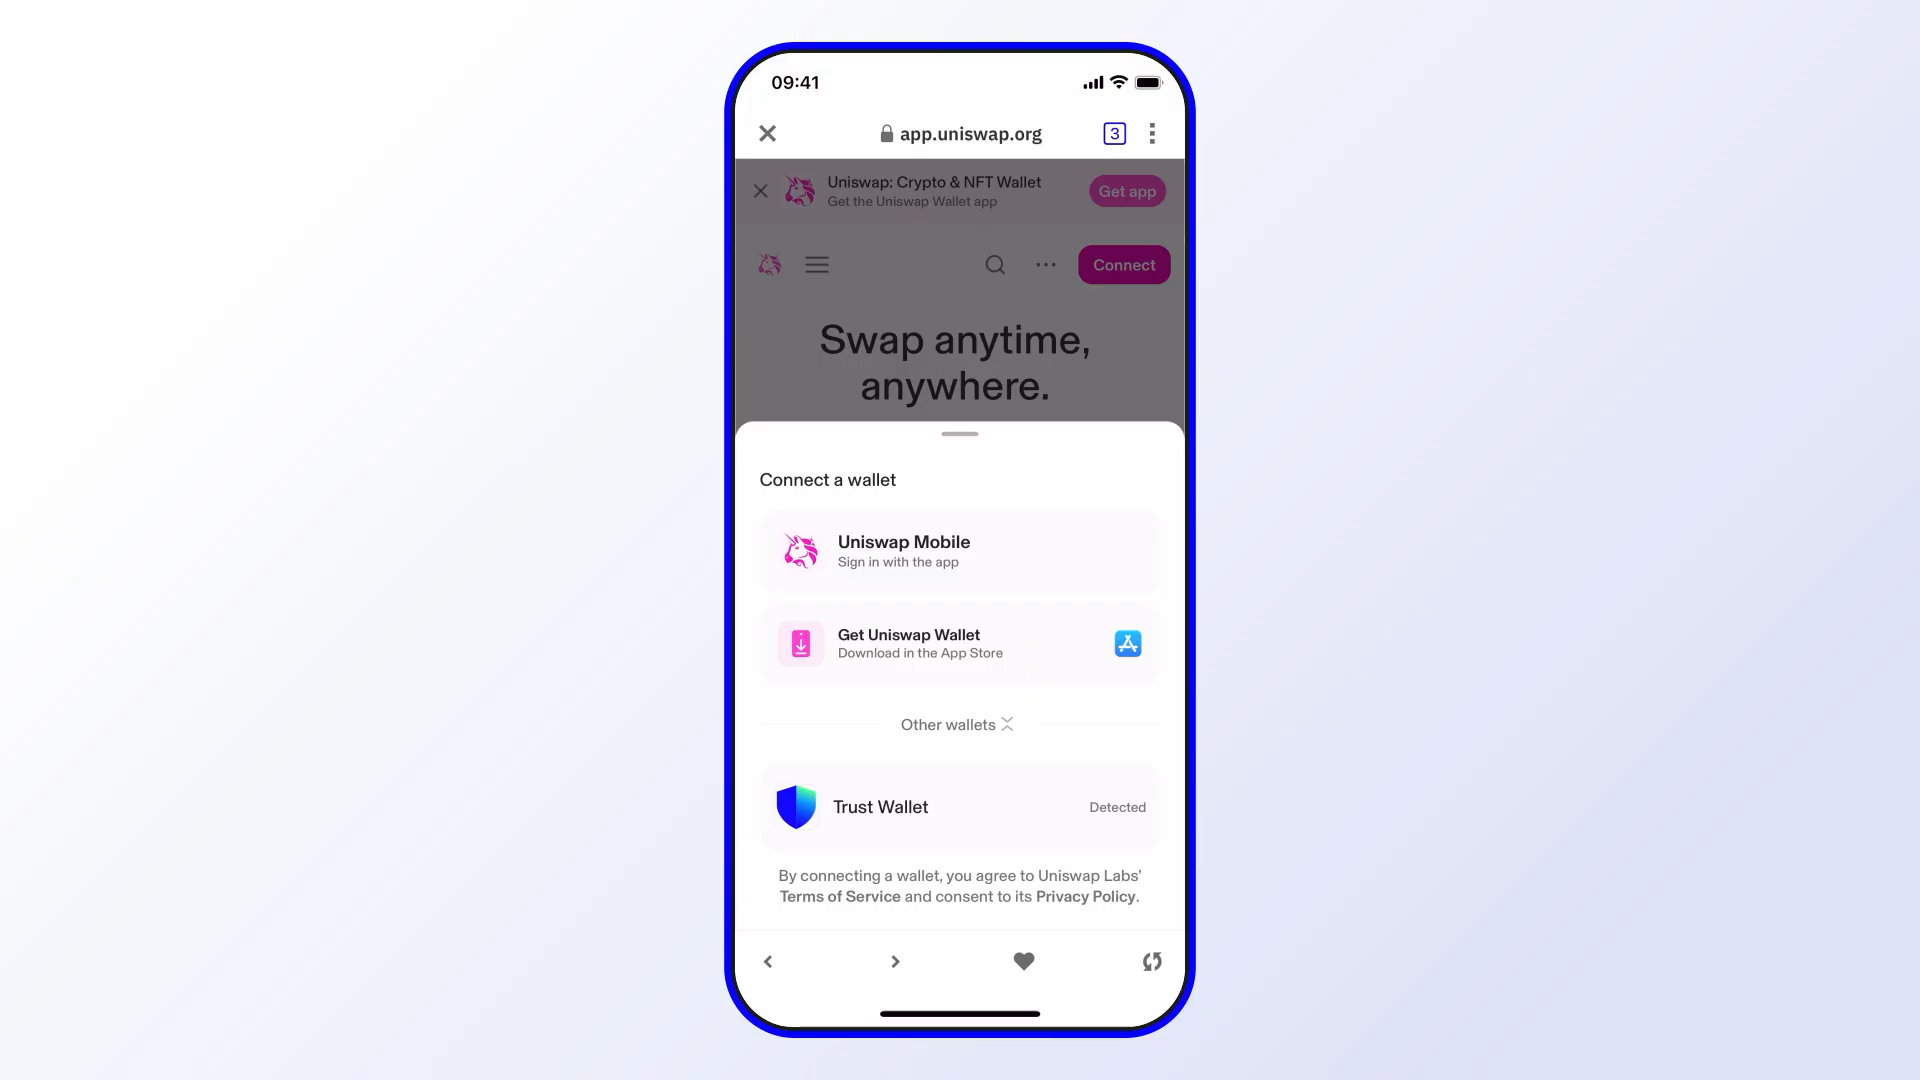 09:41
app.uniswap.org
3
Uniswap: Crypto & NFT Wallet
Get the Uniswap Wallet app
Get app
Connect
Swap anytime,
anywhere.
Connect a wallet
Uniswap Mobile
Sign in with the app
Get Uniswap Wallet
Download in the App Store
Other wallets
Trust Wallet
Detected
By connecting a wallet, you agree to Uniswap Labs’
Terms of Service and consent to its Privacy Policy.